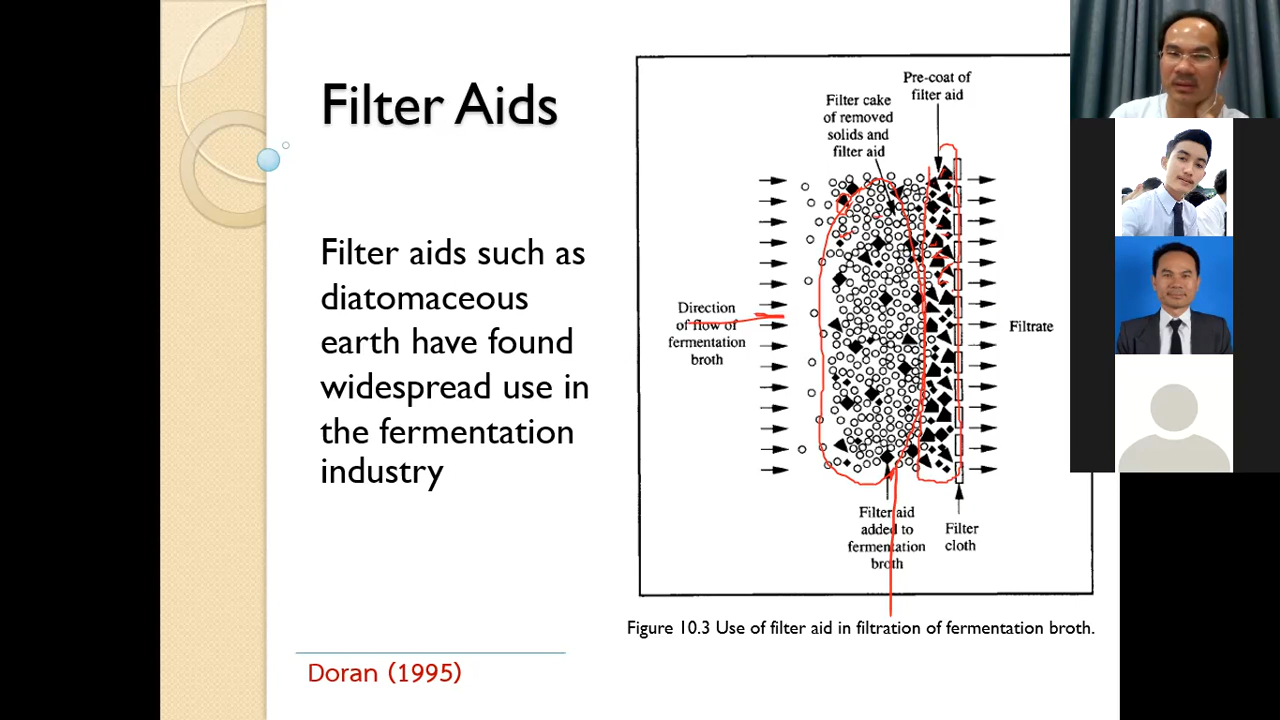 Filter Aids
Filter aids such as
diatomaceous
earth have found
widespread use in
the fermentation
industry
Doran (1995)
Pre-coat of
filter aid
Filter cake
of removed
solids and
filter aid
Direction
of flow of
fermentation
broth
Filtrate
Filter aid
added to
fermentation
broth
Filter
cloth
Figure 10.3 Use of filter aid in filtration of fermentation broth.